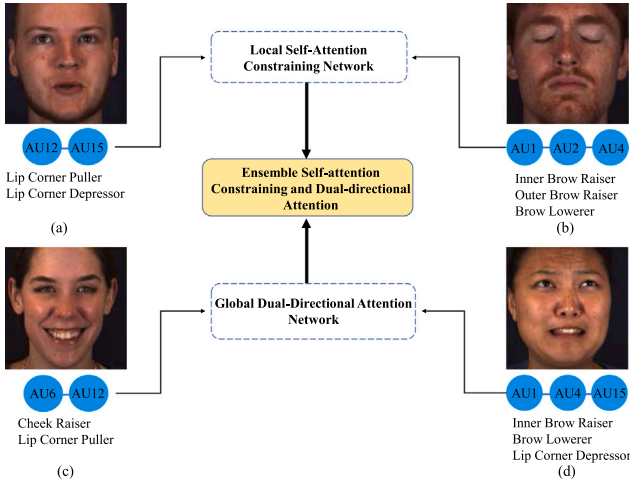 Local Self-Attention
Constraining Network
AU12
AU15
Lip Corner Puller
Lip Corner Depressor
(a)
AU1
AU2
AU4
Inner Brow Raiser
Outer Brow Raiser
Brow Lowerer
(b)
Ensemble Self-attention
Constraining and Dual-directional
Attention
Global Dual-Directional Attention
Network
AU6
AU12
Cheek Raiser
Lip Corner Puller
(c)
AU1
AU4
AU15
Inner Brow Raiser
Brow Lowerer
Lip Corner Depressor
(d)